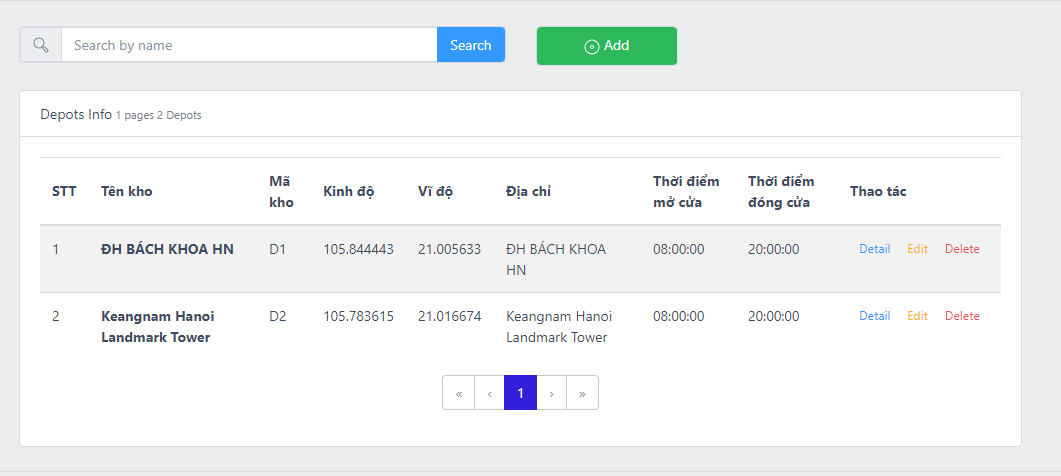 Search by name
Search
Add
Depots Info 1 pages 2 Depots
STT Tên kho Mã kho Kinh độ Vĩ độ Địa chỉ Thời điểm mở cửa Thời điểm đóng cửa Thao tác
1 ĐH BÁCH KHOA HN D1 105.844443 21.005633 ĐH BÁCH KHOA HN 08:00:00 20:00:00 Detail Edit Delete
2 Keangnam Hanoi Landmark Tower D2 105.783615 21.016674 Keangnam Hanoi Landmark Tower 08:00:00 20:00:00 Detail Edit Delete
« ‹ 1 › »